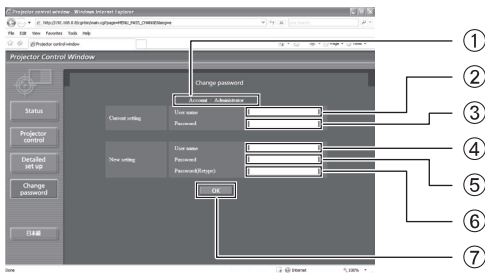 Projector control window - Windows Internet Explorer
File Edit View Favorites Tools Help
Projector control window
Projector Control Window
Change password
Account Administrator
Current setting
User name
Password
New setting
User name
Password
Password(Retype)
OK
Status
Projector control
Detailed set up
Change password
日本語
Done
Internet
100%
①
②
③
④
⑤
⑥
⑦